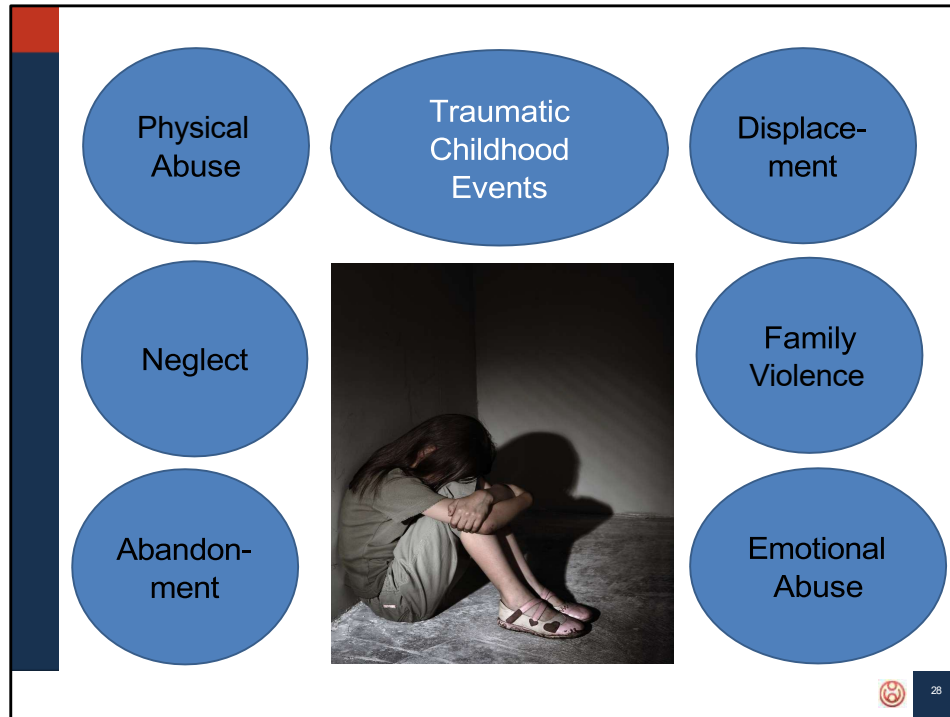 Traumatic
Childhood
Events
Physical
Abuse
Displace-
ment
Neglect
Family
Violence
Abandon-
ment
Emotional
Abuse
28